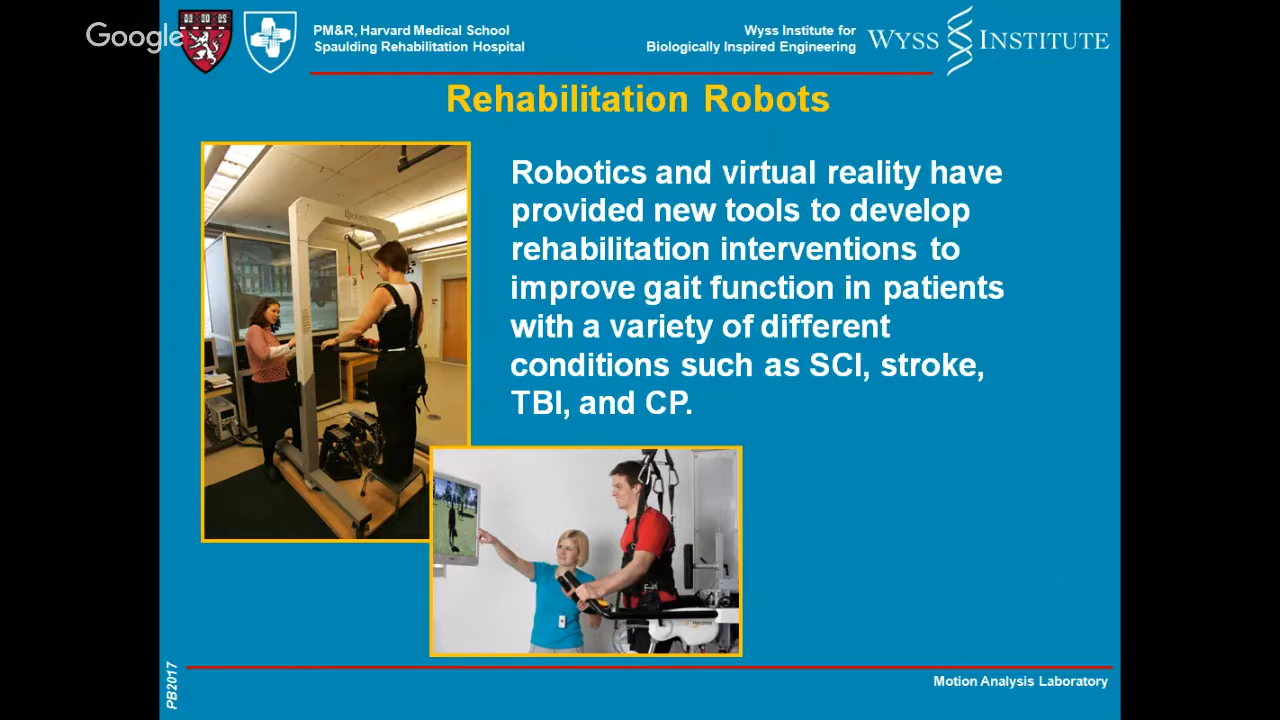 Google
PM&R, Harvard Medical School
Spaulding Rehabilitation Hospital
Wyss Institute for
Biologically Inspired Engineering
WYSS INSTITUTE
Rehabilitation Robots
Robotics and virtual reality have
provided new tools to develop
rehabilitation interventions to
improve gait function in patients
with a variety of different
conditions such as SCI, stroke,
TBI, and CP.
PB2017
Motion Analysis Laboratory